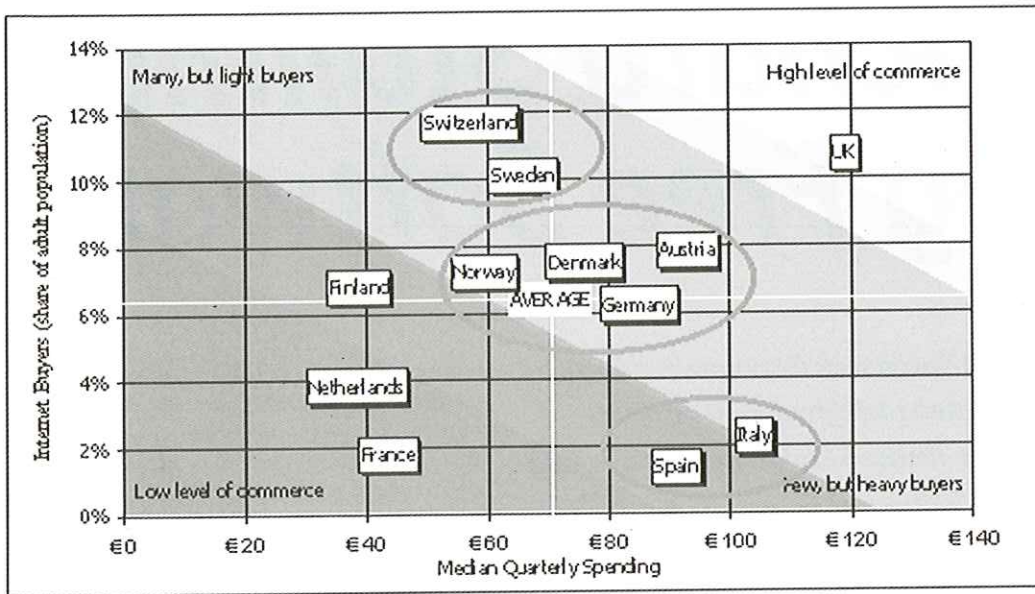 14%
Many, but light buyers
High level of commerce
12%
Switzerland
UK
10%
Sweden
8%
Austria
Denmark
Norway
Finland
AVERAGE
Germany
6%
4%
Netherlands
Italy
2%
France
Spain
Low level of commerce
Few, but heavy buyers
0%
€0
€20
€40
€60
€80
€100
€120
€140
Median Quarterly Spending
Internet Buyers (share of adult population)